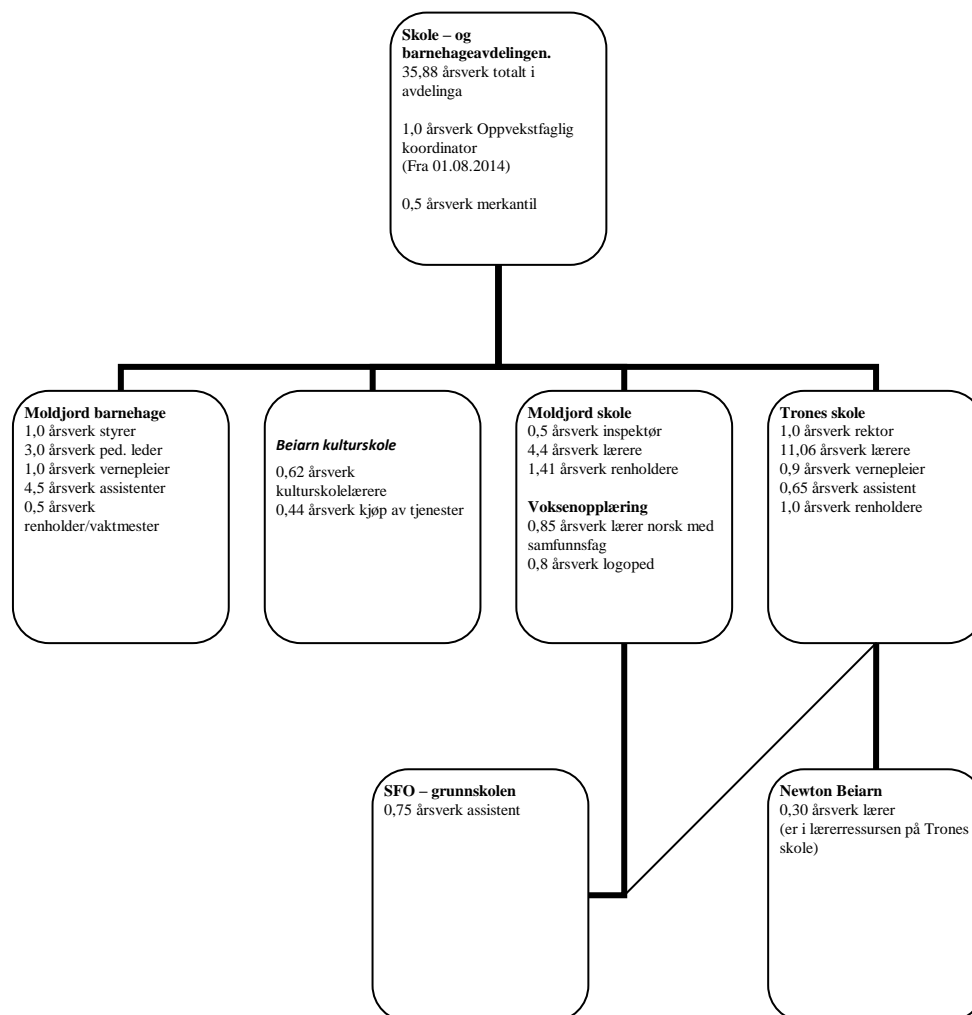 Skole – og
barnehageavdelingen.
35,88 årsverk totalt i
avdelinga
1,0 årsverk Oppvekstfaglig
koordinator
(Fra 01.08.2014)
0,5 årsverk merkantil
Moldjord barnehage
1,0 årsverk styrer
3,0 årsverk ped. leder
1,0 årsverk vernepleier
4,5 årsverk assistenter
0,5 årsverk
renholder/vaktmester
Beiarn kulturskole
0,62 årsverk
kulturskolelærere
0,44 årsverk kjøp av tjenester
Moldjord skole
0,5 årsverk inspektør
4,4 årsverk lærere
1,41 årsverk renholdere
Voksenopplæring
0,85 årsverk lærer norsk med
samfunnsfag
0,8 årsverk logoped
Trones skole
1,0 årsverk rektor
11,06 årsverk lærere
0,9 årsverk vernepleier
0,65 årsverk assistent
1,0 årsverk renholdere
SFO – grunnskolen
0,75 årsverk assistent
Newton Beiarn
0,30 årsverk lærer
(er i lærerressursen på Trones
skole)